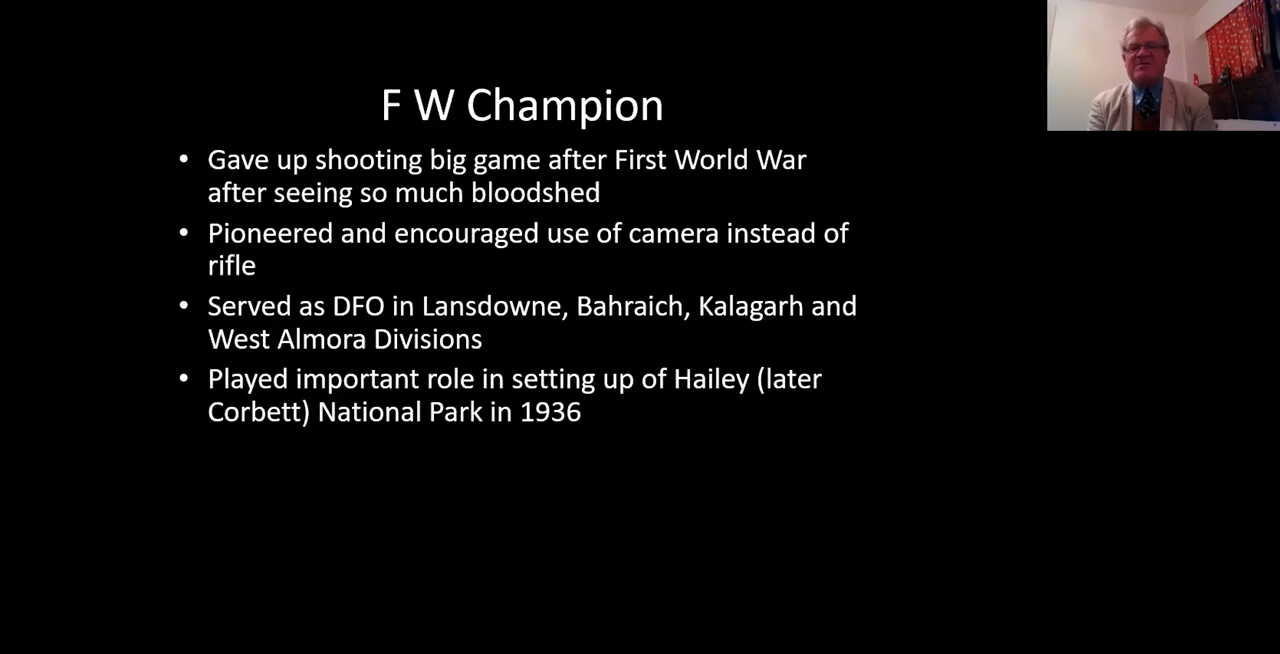 F W Champion
• Gave up shooting big game after First World War
after seeing so much bloodshed
• Pioneered and encouraged use of camera instead of
rifle
• Served as DFO in Lansdowne, Bahraich, Kalagarh and
West Almora Divisions
• Played important role in setting up of Hailey (later
Corbett) National Park in 1936